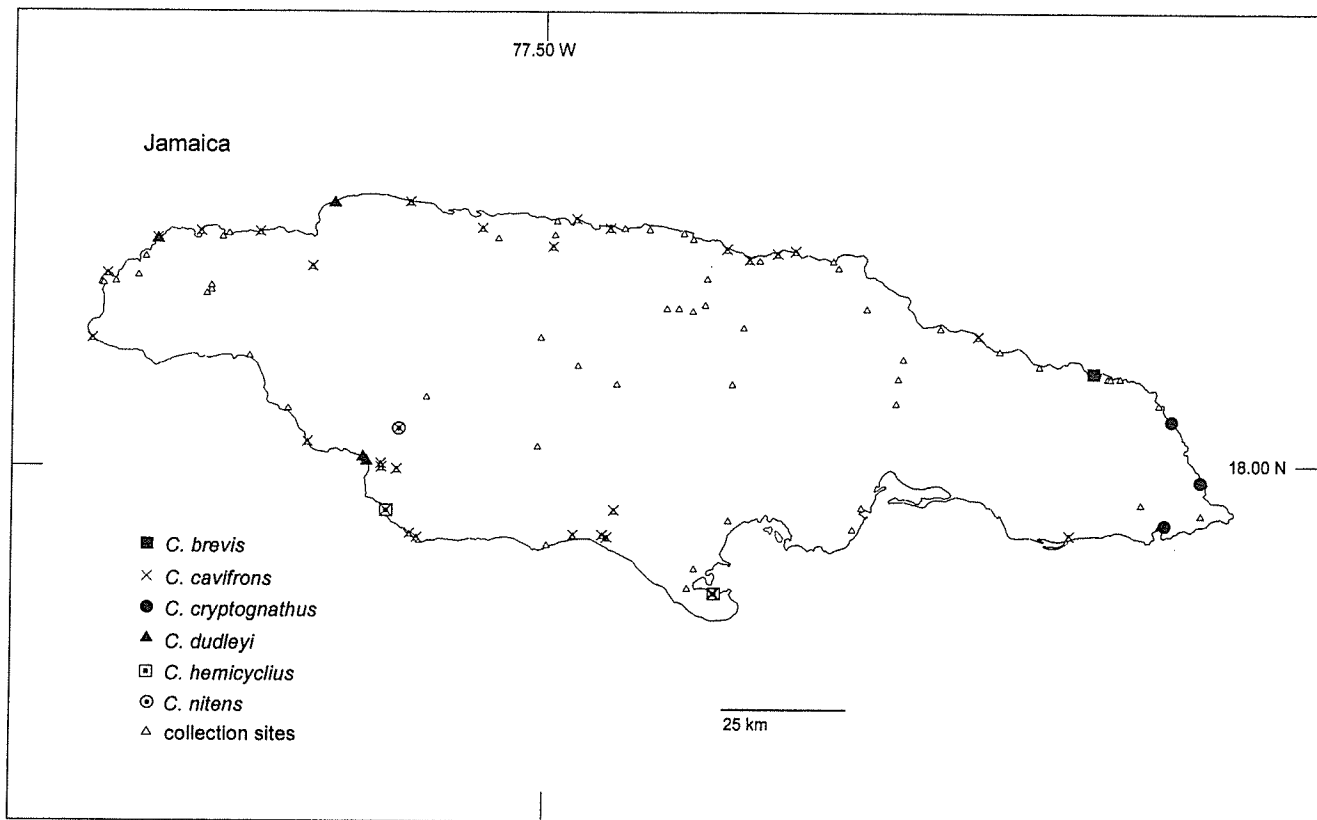 77.50 W
Jamaica
18.00 N
C. brevis
C. cavifrons
C. cryptognathus
C. dudleyi
C. hemicyclius
C. nitens
collection sites
25 km